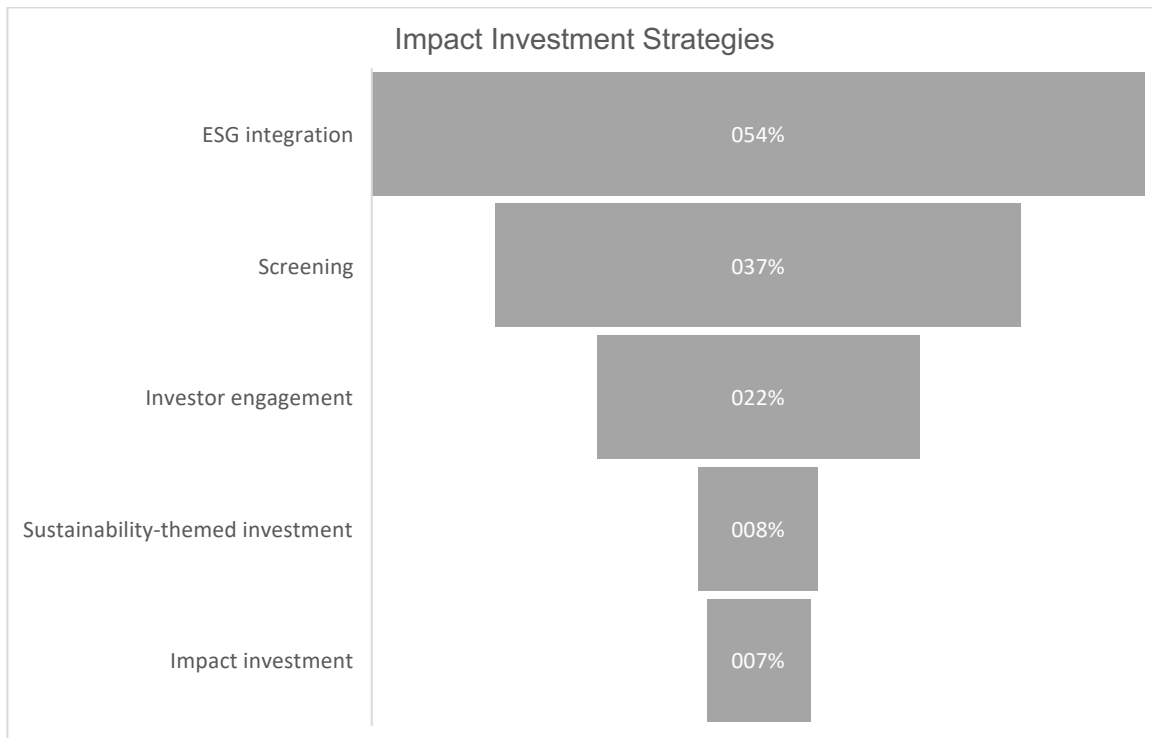 Impact Investment Strategies
ESG integration
054%
Screening
037%
Investor engagement
022%
Sustainability-themed investment
008%
Impact investment
007%